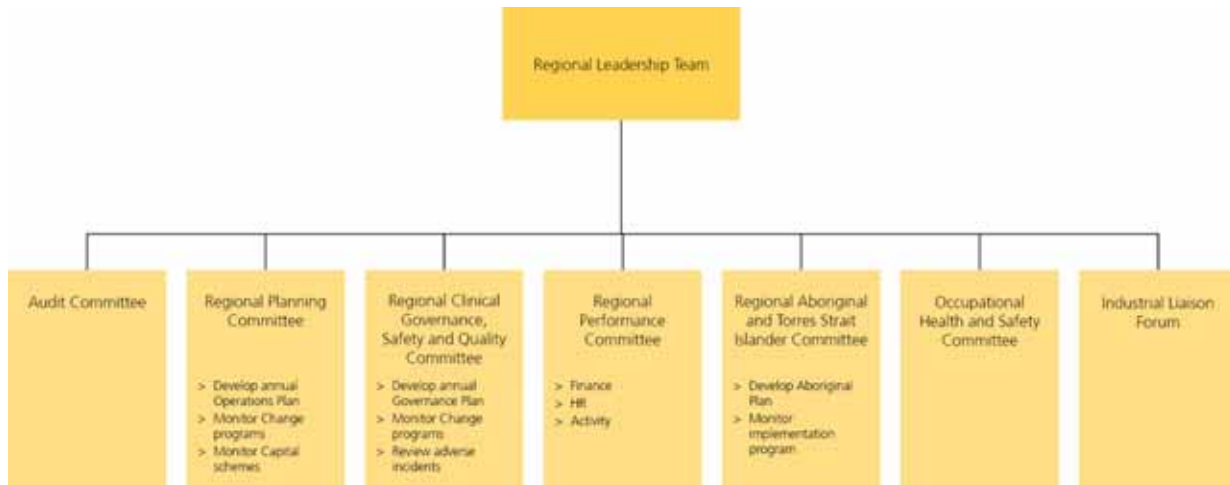 Regional Leadership Team
Audit Committee
Regional Planning
Committee
> Develop annual
Operations Plan
> Monitor Change
programs
> Monitor Capital
schemes
Regional Clinical
Governance,
Safety and Quality
Committee
> Develop annual
Governance Plan
> Monitor Change
programs
> Review adverse
incidents
Regional
Performance
Committee
> Finance
> HR
> Activity
Regional Aboriginal
and Torres Strait
Islander Committee
> Develop Aboriginal
Plan
> Monitor
implementation
program
Occupational
Health and Safety
Committee
Industrial Liaison
Forum